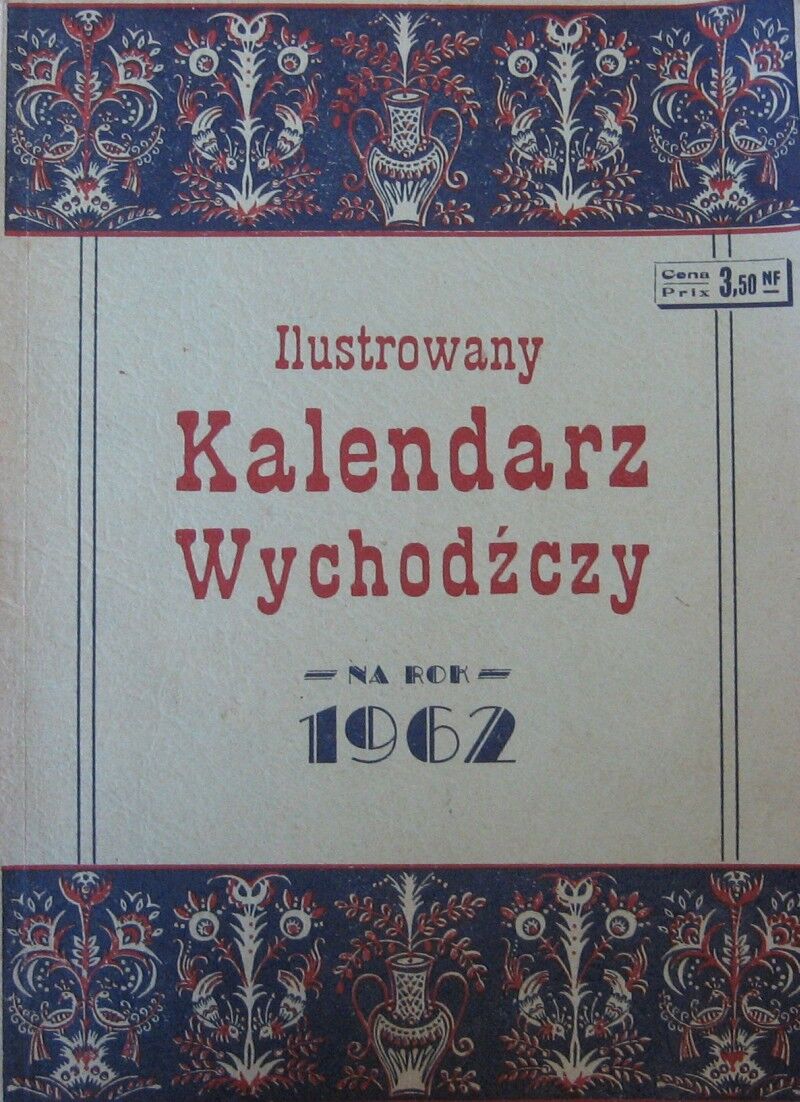 Cena
Prix 3,50 NF
Ilustrowany
Kalendarz
Wychodźczy
NA ROK
1962